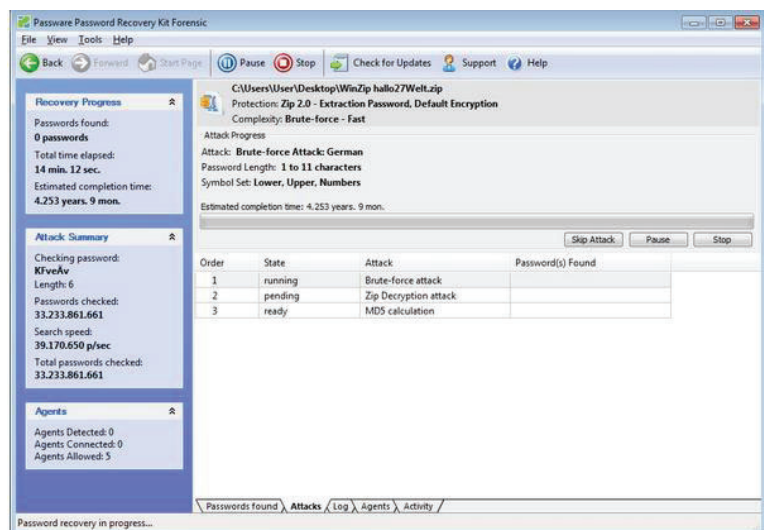 Passware Password Recovery Kit Forensic
File View Tools Help
Back Forward Start Page Pause Stop Check for Updates Support Help
Recovery Progress
Passwords found:
0 passwords
Total time elapsed:
14 min. 12 sec.
Estimated completion time:
4.253 years. 9 mon.
Attack Summary
Checking password:
KFveÄv
Length: 6
Passwords checked:
33.233.861.661
Search speed:
39.170.650 p/sec
Total passwords checked:
33.233.861.661
Agents
Agents Detected: 0
Agents Connected: 0
Agents Allowed: 5
C:\Users\User\Desktop\WinZip hallo27Welt.zip
Protection: Zip 2.0 - Extraction Password, Default Encryption
Complexity: Brute-force - Fast
Attack Progress
Attack: Brute-force Attack: German
Password Length: 1 to 11 characters
Symbol Set: Lower, Upper, Numbers
Estimated completion time: 4.253 years. 9 mon.
Skip Attack Pause Stop
Order State Attack Password(s) Found
1 running Brute-force attack
2 pending Zip Decryption attack
3 ready MD5 calculation
Passwords found Attacks Log Agents Activity
Password recovery in progress...